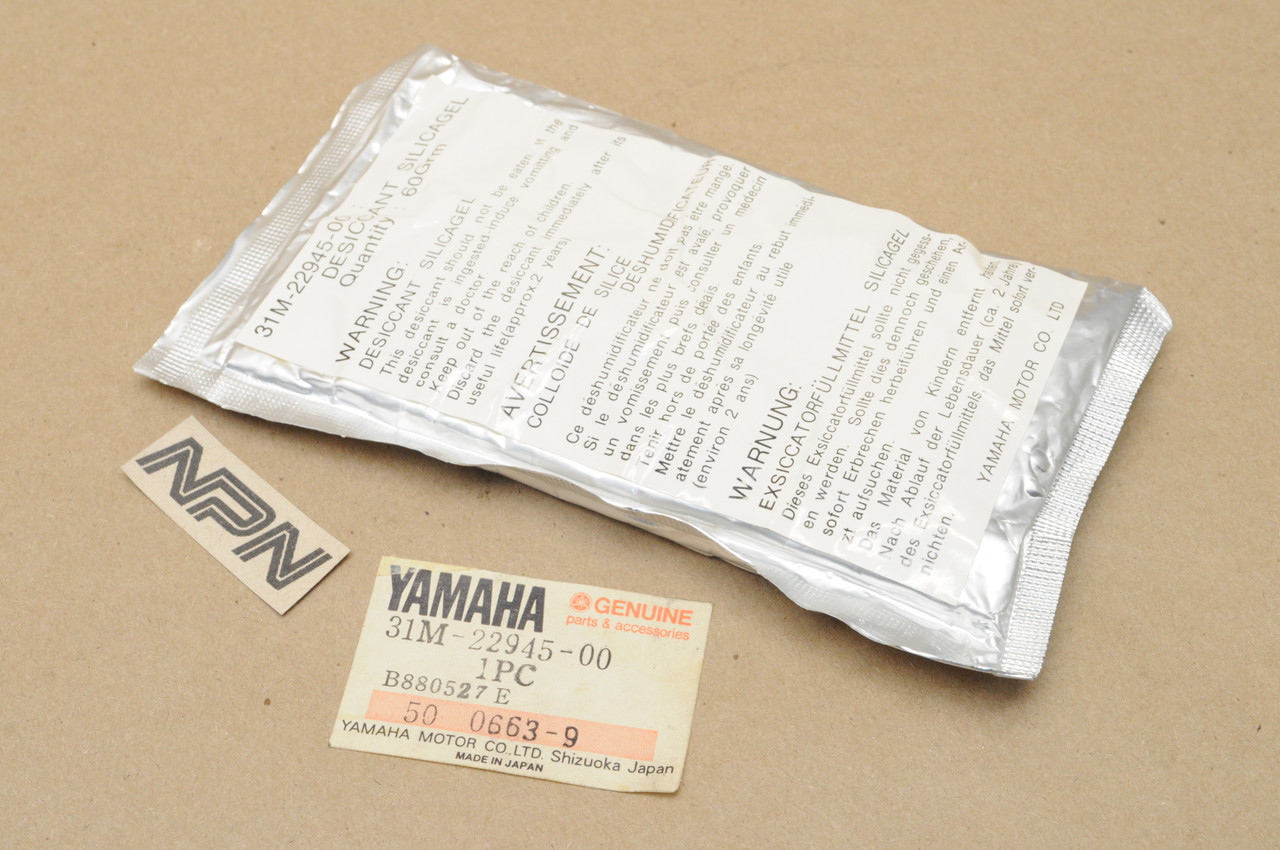 31M-22945-00
DESICCANT SILICAGEL
Quantity : 60Grm
WARNING:
DESICCANT SILICAGEL
This desiccant should not be eaten. If the
desiccant is ingested induce vomitting and
consult a doctor
Keep out of the reach of children
Discard the desiccant immediately after its
useful life(approx.2 years)
AVERTISSEMENT:
COLLOIDE DE SILICE
DESHUMIDIFICATEUR
Ce déshumidificateur ne doit pas être mange.
Si le déshumidificateur est avalé, provoquer
un vomissement, puis consulter un médecin
dans les plus brefs délais.
Tenir hors de portée des enfants.
Mettre le déshumidificateur au rebut immédi-
atement après sa longévité utile
(environ 2 ans)
WARNUNG:
EXSICCATORFÜLLMITTEL SILICAGEL
Dieses Exsiccatorfüllmittel sollte nicht gegess-
en werden. Sollte dies dennoch geschehen,
sofort Erbrechen herbeiführen und einen Ar-
zt aufsuchen.
Das Material von Kindern entfernt halten.
Nach Ablauf der Lebensdauer (ca. 2 Jahre)
des Exsiccatorfüllmittels das Mittel sofort ver-
nichten.
YAMAHA MOTOR CO. LTD
NPN
YAMAHA
GENUINE
parts & accessories
31M-22945-00
1PC
B880527E
50 0663-9
YAMAHA MOTOR CO.,LTD. Shizuoka Japan
MADE IN JAPAN